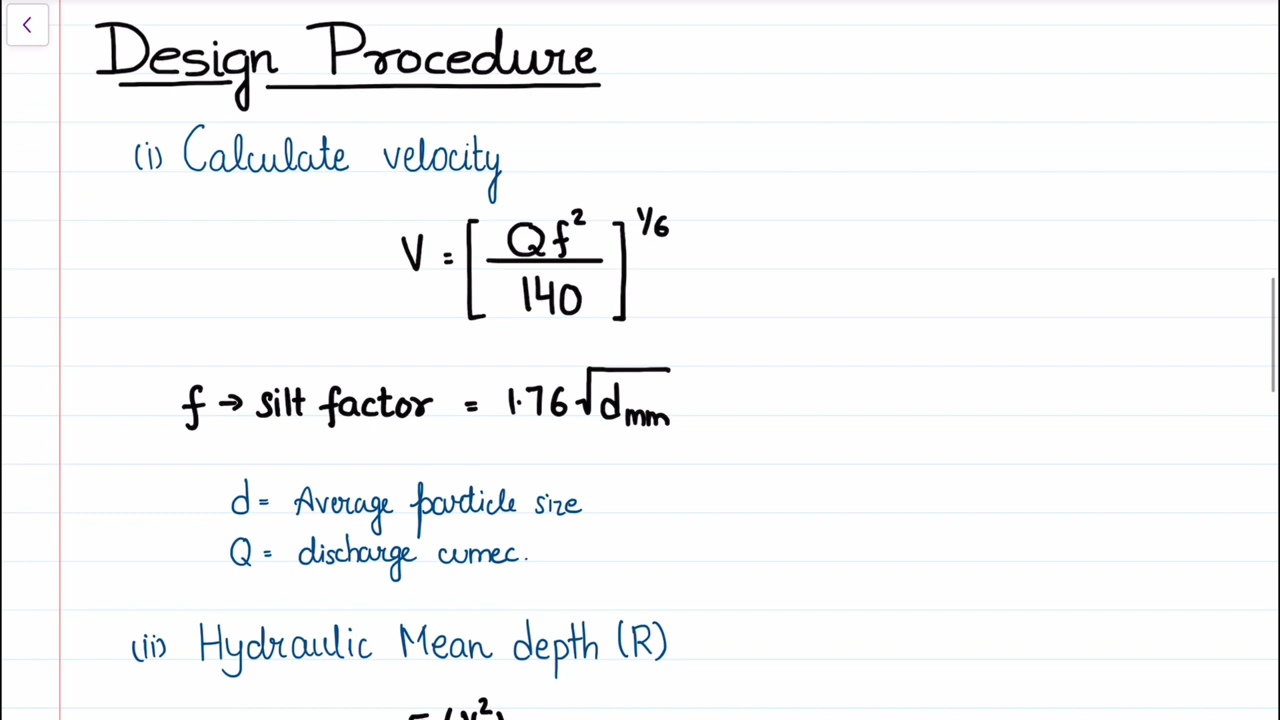 Design Procedure
(i) Calculate velocity
V = [ Qf² / 140 ]^1/6
f → silt factor = 1.76 √d mm
d = Average particle size
Q = discharge cumec.
(ii) Hydraulic Mean depth (R)